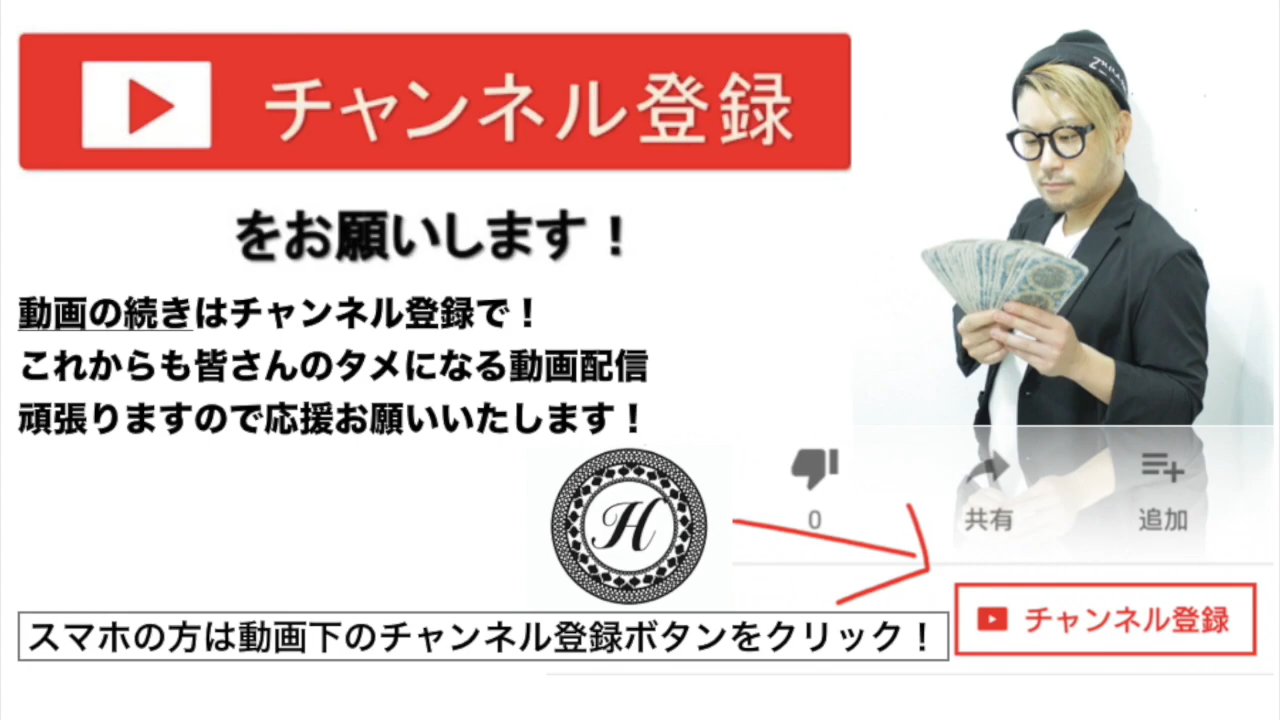 チャンネル登録
をお願いします！
動画の続きはチャンネル登録で！
これからも皆さんのタメになる動画配信
頑張りますので応援お願いいたします！
H
0
共有
追加
チャンネル登録
スマホの方は動画下のチャンネル登録ボタンをクリック！